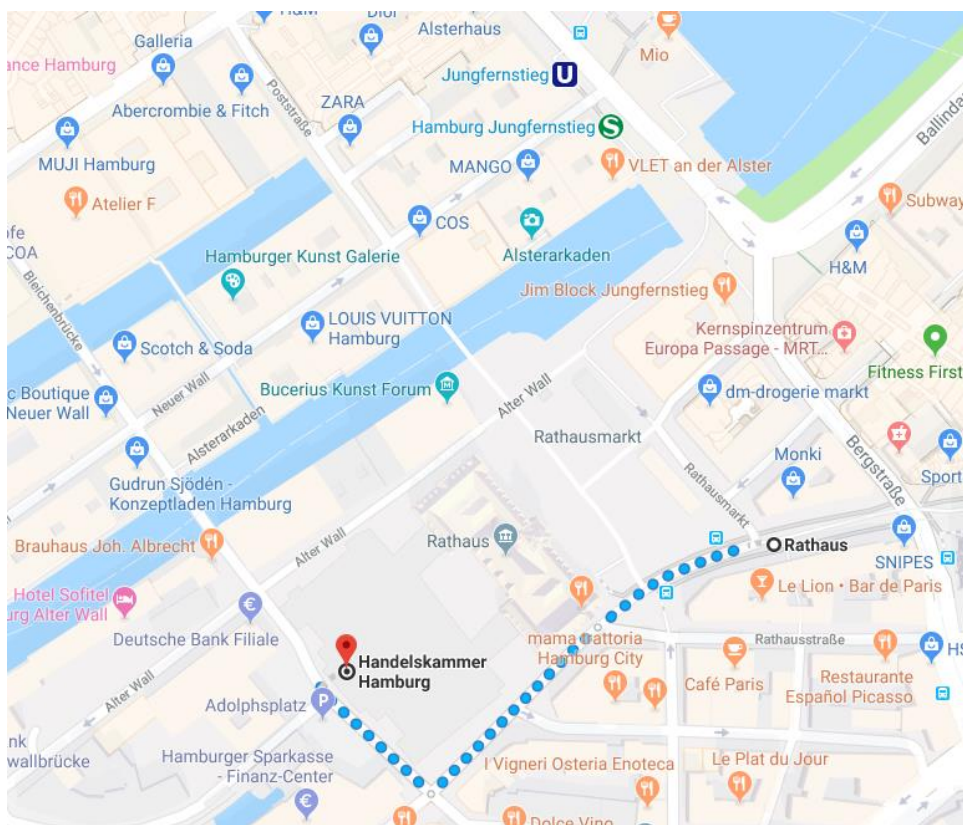 H&M
Dior
Galleria
Alsterhaus
Mio
ance Hamburg
Jungfernstieg U
Abercrombie & Fitch
Poststraße
ZARA
Hamburg Jungfernstieg S
Ballindamm
MUJI Hamburg
MANGO
VLET an der Alster
Atelier F
Subway
COS
COA
Hamburger Kunst Galerie
Alsterarkaden
H&M
Bleichenbrücke
Jim Block Jungfernstieg
LOUIS VUITTON
Hamburg
Kernspinzentrum
Europa Passage - MRT...
Scotch & Soda
Fitness First
c Boutique
Neuer Wall
Neuer Wall
Bucerius Kunst Forum
Alter Wall
dm-drogerie markt
Alsterarkaden
Rathausmarkt
Monki
Bergstraße
Sport
Gudrun Sjödén -
Konzeptladen Hamburg
Rathausmarkt
Brauhaus Joh. Albrecht
Alter Wall
Rathaus
Rathaus
SNIPES
Hotel Sofitel
urg Alter Wall
Le Lion • Bar de Paris
Deutsche Bank Filiale
mama trattoria
Hamburg City
Rathausstraße
HS
Handelskammer
Hamburg
Alter Wall
Adolphsplatz P
Café Paris
Restaurante
Español Picasso
nk
wallbrücke
Hamburger Sparkasse
- Finanz-Center
I Vigneri Osteria Enoteca
Le Plat du Jour
Dolce Vino